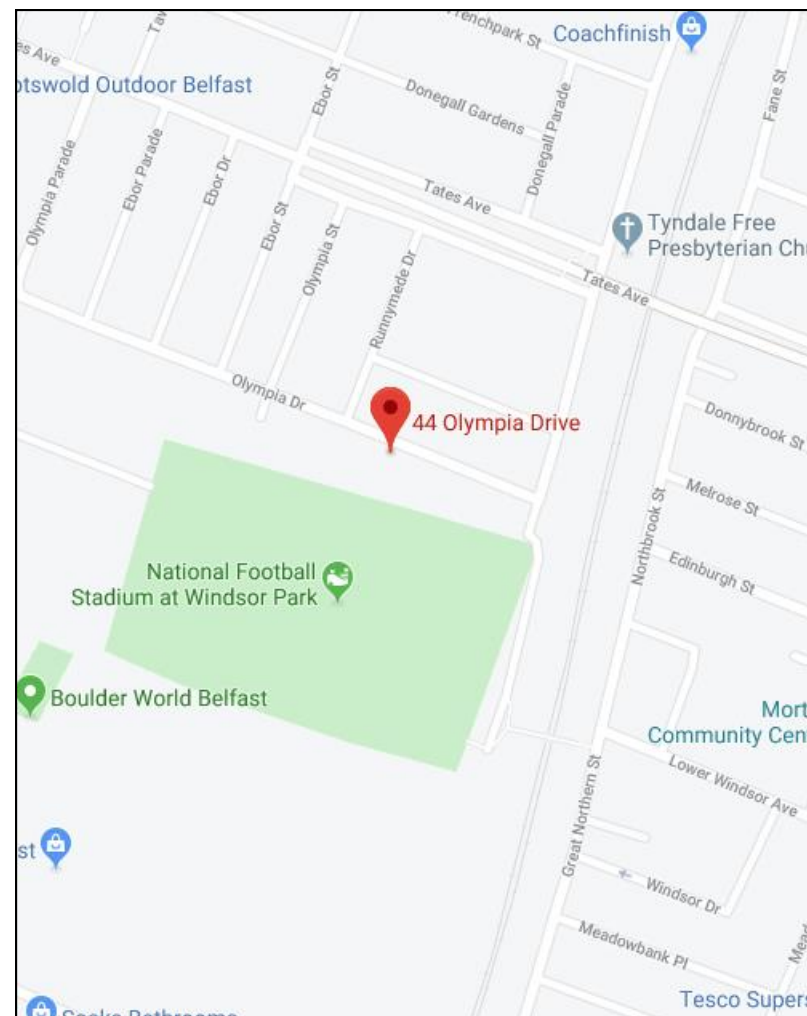 Frenchpark St
Coachfinish
Tav
es Ave
otswold Outdoor Belfast
Ebor St
Donegall Gardens
Donegall Parade
Fane St
Olympia Parade
Ebor Parade
Ebor Dr
Ebor St
Olympia St
Tates Ave
Tyndale Free
Presbyterian Chu
Runnymede Dr
Tates Ave
Olympia Dr
44 Olympia Drive
Donnybrook St
Melrose St
Northbrook St
Edinburgh St
National Football
Stadium at Windsor Park
Boulder World Belfast
Mort
Community Cen
Lower Windsor Ave
Great Northern St
st
Windsor Dr
Meadowbank Pl
Mead
Tesco Supers